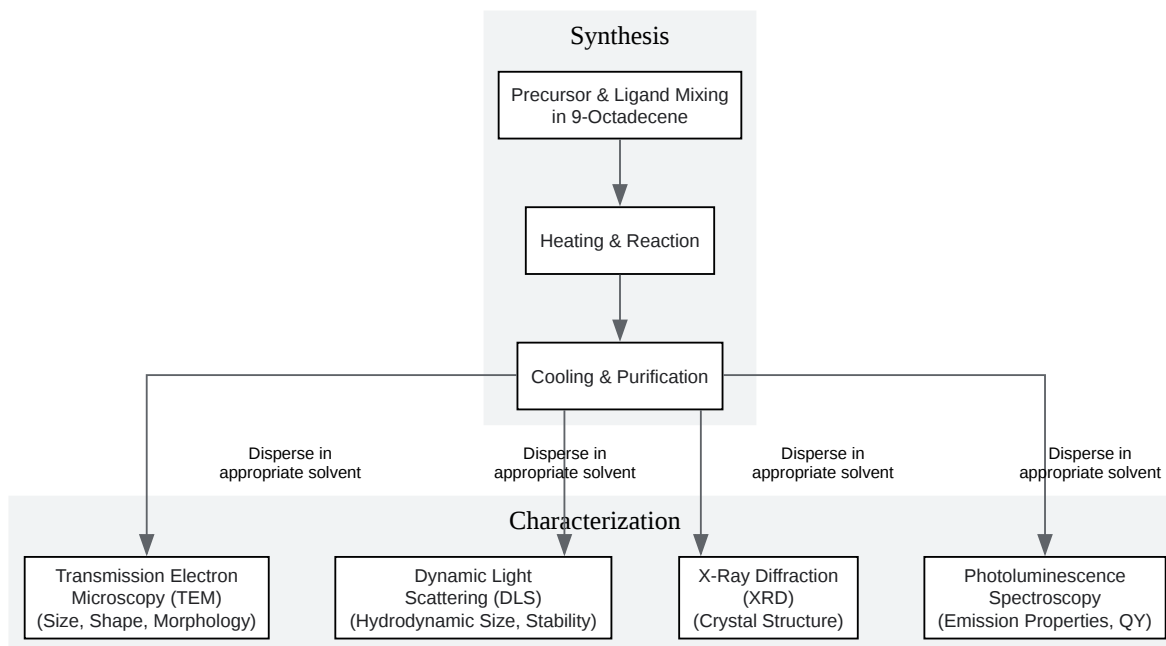 Synthesis
Precursor & Ligand Mixing
in 9-Octadecene
Heating & Reaction
Cooling & Purification
Disperse in
appropriate solvent
Disperse in
appropriate solvent
Disperse in
appropriate solvent
Disperse in
appropriate solvent
Characterization
Transmission Electron
Microscopy (TEM)
(Size, Shape, Morphology)
Dynamic Light
Scattering (DLS)
(Hydrodynamic Size, Stability)
X-Ray Diffraction
(XRD)
(Crystal Structure)
Photoluminescence
Spectroscopy
(Emission Properties, QY)